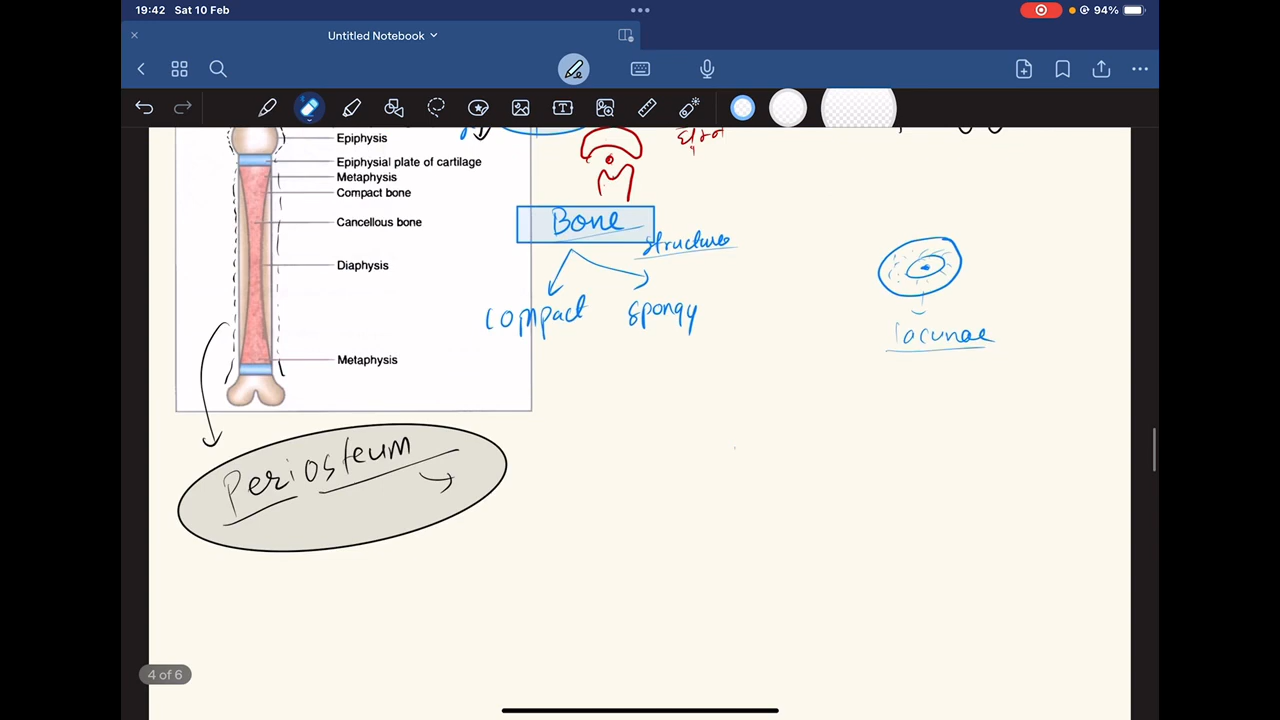 19:42 Sat 10 Feb
94%
Untitled Notebook
Epiphysis
Epiphysial plate of cartilage
Metaphysis
Compact bone
Cancellous bone
Diaphysis
Metaphysis
Bone
structure
compact
spongy
lacunae
Periosteum
4 of 6